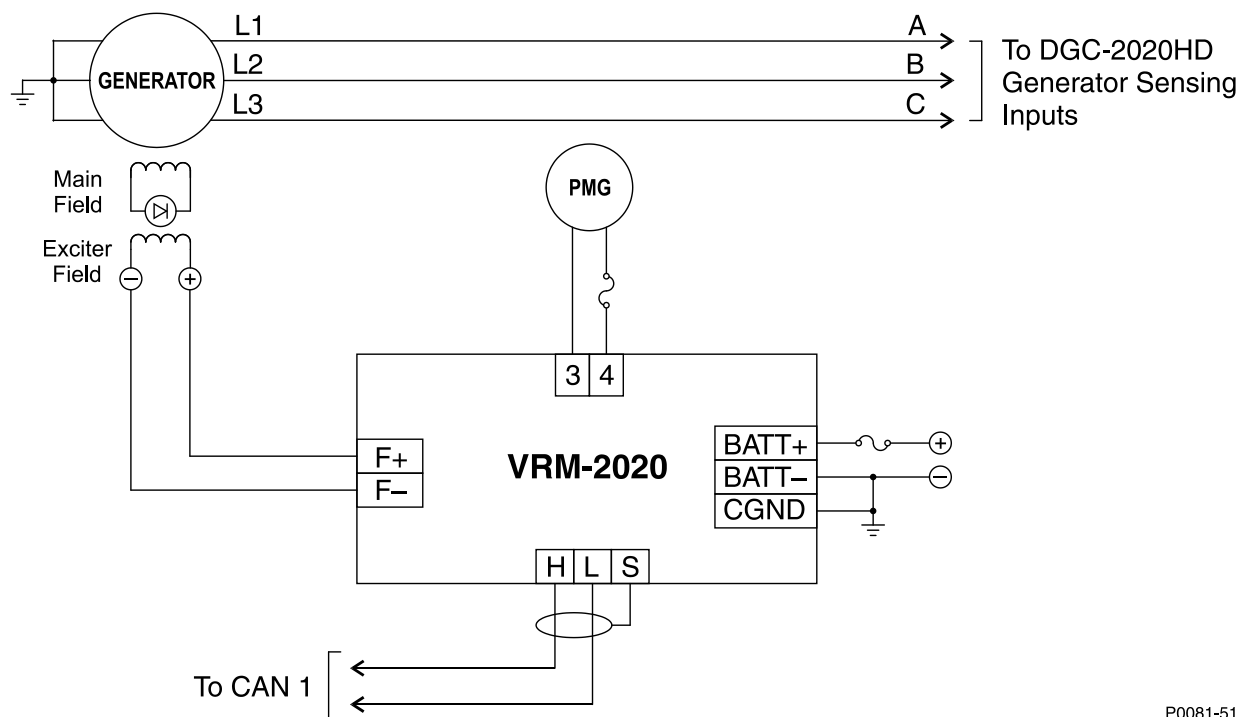 L1
A
L2
B
L3
C
GENERATOR
To DGC-2020HD
Generator Sensing
Inputs
Main
Field
Exciter
Field
− +
PMG
3 4
VRM-2020
F+
F−
BATT+
BATT−
CGND
+
−
H L S
To CAN 1
P0081-51